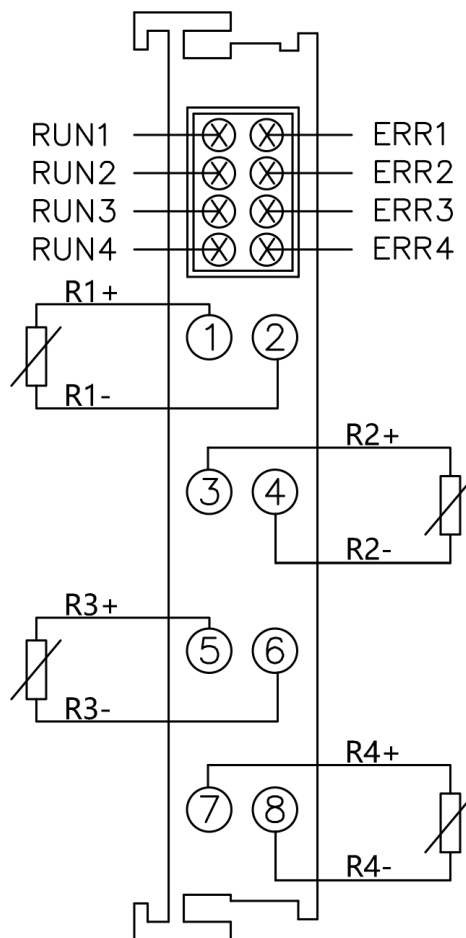 RUN1 ERR1
RUN2 ERR2
RUN3 ERR3
RUN4 ERR4
R1+
1 2
R1-
R2+
3 4
R2-
R3+
5 6
R3-
R4+
7 8
R4-